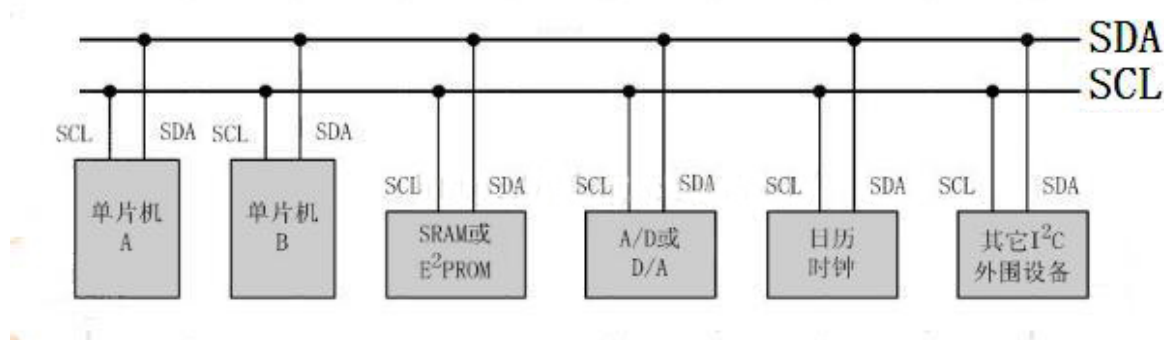 SDA
SCL
SCL SDA SCL SDA
SCL SDA SCL SDA SCL SDA SCL SDA
单片机
A
单片机
B
SRAM或
E²PROM
A/D或
D/A
日历
时钟
其它I²C
外围设备